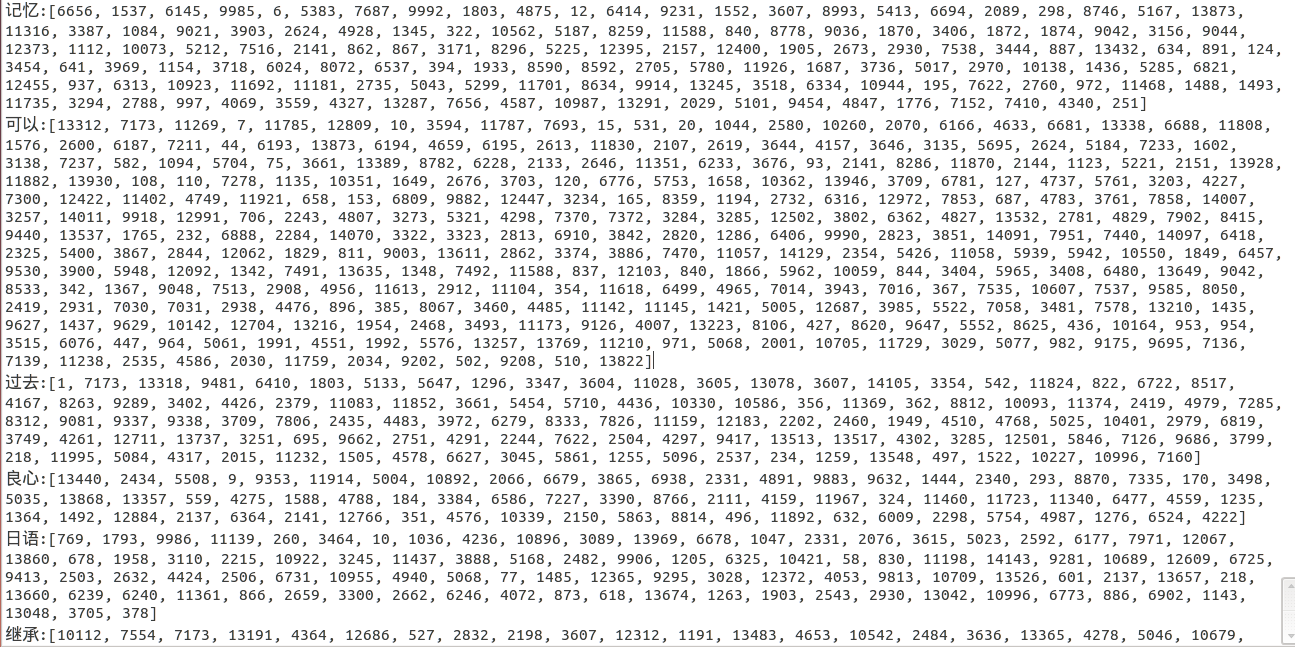 记忆:[6656, 1537, 6145, 9985, 6, 5383, 7687, 9992, 1803, 4875, 12, 6414, 9231, 1552, 3607, 8993, 5413, 6694, 2089, 298, 8746, 5167, 13873,
11316, 3387, 1084, 9021, 3903, 2624, 4928, 1345, 322, 10562, 5187, 8259, 11588, 840, 8778, 9036, 1870, 3406, 1872, 1874, 9042, 3156, 9044,
12373, 1112, 10073, 5212, 7516, 2141, 862, 867, 3171, 8296, 5225, 12395, 2157, 12400, 1905, 2673, 2930, 7538, 3444, 887, 13432, 634, 891, 124,
3454, 641, 3969, 1154, 3718, 6024, 8072, 6537, 394, 1933, 8590, 8592, 2705, 5780, 11926, 1687, 3736, 5017, 2970, 10138, 1436, 5285, 6821,
12455, 937, 6313, 10923, 11692, 11181, 2735, 5043, 5299, 11701, 8634, 9914, 13245, 3518, 6334, 10944, 195, 7622, 2760, 972, 11468, 1488, 1493,
11735, 3294, 2788, 997, 4069, 3559, 4327, 13287, 7656, 4587, 10987, 13291, 2029, 5101, 9454, 4847, 1776, 7152, 7410, 4340, 251]
可以:[13312, 7173, 11269, 7, 11785, 12809, 10, 3594, 11787, 7693, 15, 531, 20, 1044, 2580, 10260, 2070, 6166, 4633, 6681, 13338, 6688, 11808,
1576, 2600, 6187, 7211, 44, 6193, 13873, 6194, 4659, 6195, 2613, 11830, 2107, 2619, 3644, 4157, 3646, 3135, 5695, 2624, 5184, 7233, 1602,
3138, 7237, 582, 1094, 5704, 75, 3661, 13389, 8782, 6228, 2133, 2646, 11351, 6233, 3676, 93, 2141, 8286, 11870, 2144, 1123, 5221, 2151, 13928,
11882, 13930, 108, 110, 7278, 1135, 10351, 1649, 2676, 3703, 120, 6776, 5753, 1658, 10362, 13946, 3709, 6781, 127, 4737, 5761, 3203, 4227,
7300, 12422, 11402, 4749, 11921, 658, 153, 6809, 9882, 12447, 3234, 165, 8359, 1194, 2732, 6316, 12972, 7853, 687, 4783, 3761, 7858, 14007,
3257, 14011, 9918, 12991, 706, 2243, 4807, 3273, 5321, 4298, 7370, 7372, 3284, 3285, 12502, 3802, 6362, 4827, 13532, 2781, 4829, 7902, 8415,
9440, 13537, 1765, 232, 6888, 2284, 14070, 3322, 3323, 2813, 6910, 3842, 2820, 1286, 6406, 9990, 2823, 3851, 14091, 7951, 7440, 14097, 6418,
2325, 5400, 3867, 2844, 12062, 1829, 811, 9003, 13611, 2862, 3374, 3886, 7470, 11057, 14129, 2354, 5426, 11058, 5939, 5942, 10550, 1849, 6457,
9530, 3900, 5948, 12092, 1342, 7491, 13635, 1348, 7492, 11588, 837, 12103, 840, 1866, 5962, 10059, 844, 3404, 5965, 3408, 6480, 13649, 9042,
8533, 342, 1367, 9048, 7513, 2908, 4956, 11613, 2912, 11104, 354, 11618, 6499, 4965, 7014, 3943, 7016, 367, 7535, 10607, 7537, 9585, 8050,
2419, 2931, 7030, 7031, 2938, 4476, 896, 385, 8067, 3460, 4485, 11142, 11145, 1421, 5005, 12687, 3985, 5522, 7058, 3481, 7578, 13210, 1435,
9627, 1437, 9629, 10142, 12704, 13216, 1954, 2468, 3493, 11173, 9126, 4007, 13223, 8106, 427, 8620, 9647, 5552, 8625, 436, 10164, 953, 954,
3515, 6076, 447, 964, 5061, 1991, 4551, 1992, 5576, 13257, 13769, 11210, 971, 5068, 2001, 10705, 11729, 3029, 5077, 982, 9175, 9695, 7136,
7139, 11238, 2535, 4586, 2030, 11759, 2034, 9202, 502, 9208, 510, 13822]
过去:[1, 7173, 13318, 9481, 6410, 1803, 5133, 5647, 1296, 3347, 3604, 11028, 3605, 13078, 3607, 14105, 3354, 542, 11824, 822, 6722, 8517,
4167, 8263, 9289, 3402, 4426, 2379, 11083, 11852, 3661, 5454, 5710, 4436, 10330, 10586, 356, 11369, 362, 8812, 10093, 11374, 2419, 4979, 7285,
8312, 9081, 9337, 9338, 3709, 7806, 2435, 4483, 3972, 6279, 8333, 7826, 11159, 12183, 2202, 2460, 1949, 4510, 4768, 5025, 10401, 2979, 6819,
3749, 4261, 12711, 13737, 3251, 695, 9662, 2751, 4291, 2244, 7622, 2504, 4297, 9417, 13513, 13517, 4302, 3285, 12501, 5846, 7126, 9686, 3799,
218, 11995, 5084, 4317, 2015, 11232, 1505, 4578, 6627, 3045, 5861, 1255, 5096, 2537, 234, 1259, 13548, 497, 1522, 10227, 10996, 7160]
良心:[13440, 2434, 5508, 9, 9353, 11914, 5004, 10892, 2066, 6679, 3865, 6938, 2331, 4891, 9883, 9632, 1444, 2340, 293, 8870, 7335, 170, 3498,
5035, 13868, 13357, 559, 4275, 1588, 4788, 184, 3384, 6586, 7227, 3390, 8766, 2111, 4159, 11967, 324, 11460, 11723, 11340, 6477, 4559, 1235,
1364, 1492, 12884, 2137, 6364, 2141, 12766, 351, 4576, 10339, 2150, 5863, 8814, 496, 11892, 632, 6009, 2298, 5754, 4987, 1276, 6524, 4222]
日语:[769, 1793, 9986, 11139, 260, 3464, 10, 1036, 4236, 10896, 3089, 13969, 6678, 1047, 2331, 2076, 3615, 5023, 2592, 6177, 7971, 12067,
13860, 678, 1958, 3110, 2215, 10922, 3245, 11437, 3888, 5168, 2482, 9906, 1205, 6325, 10421, 58, 830, 11198, 14143, 9281, 10689, 12609, 6725,
9413, 2503, 2632, 4424, 2506, 6731, 10955, 4940, 5068, 77, 1485, 12365, 9295, 3028, 12372, 4053, 9813, 10709, 13526, 601, 2137, 13657, 218,
13660, 6239, 6240, 11361, 866, 2659, 3300, 2662, 6246, 4072, 873, 618, 13674, 1263, 1903, 2543, 2930, 13042, 10996, 6773, 886, 6902, 1143,
13048, 3705, 378]
继承:[10112, 7554, 7173, 13191, 4364, 12686, 527, 2832, 2198, 3607, 12312, 1191, 13483, 4653, 10542, 2484, 3636, 13365, 4278, 5046, 10679,